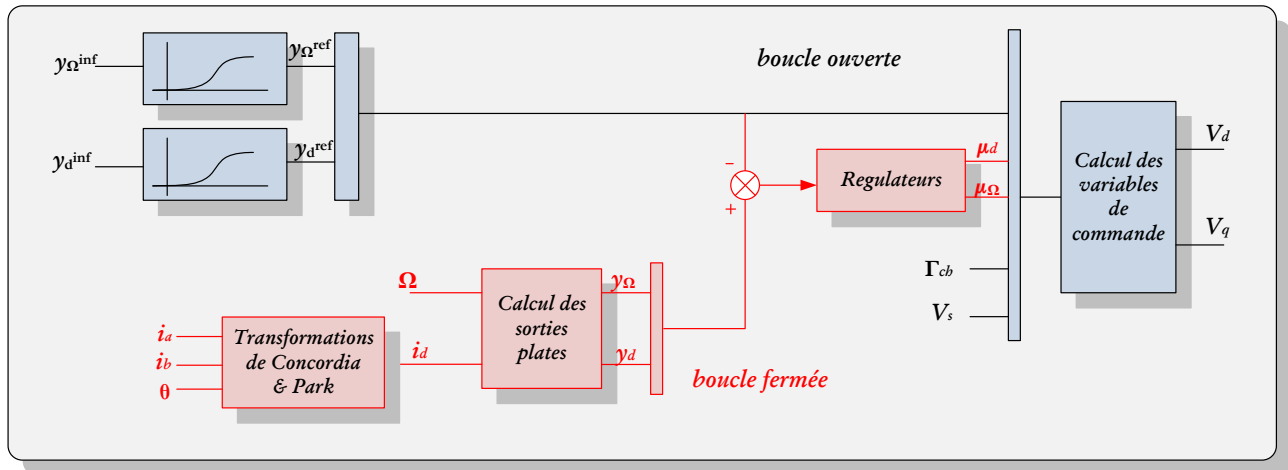 yΩinf
yΩref
boucle ouverte
ydinf
ydref
Calcul des
variables
de
commande
Vd
Vq
−
+
Regulateurs
μd
μΩ
Γch
Vs
Ω
Calcul des
sorties
plates
yΩ
yd
ia
ib
θ
Transformations
de Concordia
& Park
id
boucle fermée